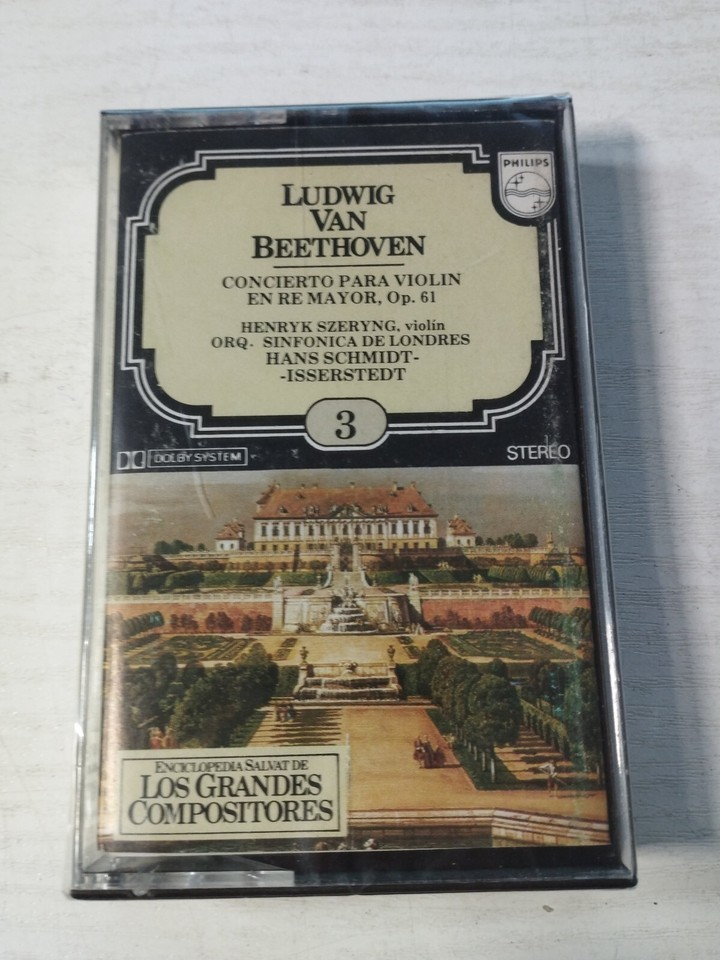 PHILIPS
LUDWIG
VAN
BEETHOVEN
CONCIERTO PARA VIOLIN
EN RE MAYOR, Op. 61
HENRYK SZERYNG, violín
ORQ. SINFONICA DE LONDRES
HANS SCHMIDT-
-ISSERSTEDT
3
DOLBY SYSTEM
STEREO
ENCICLOPEDIA SALVAT DE
LOS GRANDES
COMPOSITORES